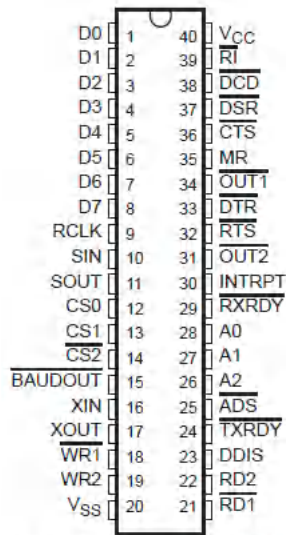 D0 1 40 VCC
D1 2 39 RI
D2 3 38 DCD
D3 4 37 DSR
D4 5 36 CTS
D5 6 35 MR
D6 7 34 OUT1
D7 8 33 DTR
RCLK 9 32 RTS
SIN 10 31 OUT2
SOUT 11 30 INTRPT
CS0 12 29 RXRDY
CS1 13 28 A0
CS2 14 27 A1
BAUDOUT 15 26 A2
XIN 16 25 ADS
XOUT 17 24 TXRDY
WR1 18 23 DDIS
WR2 19 22 RD2
VSS 20 21 RD1